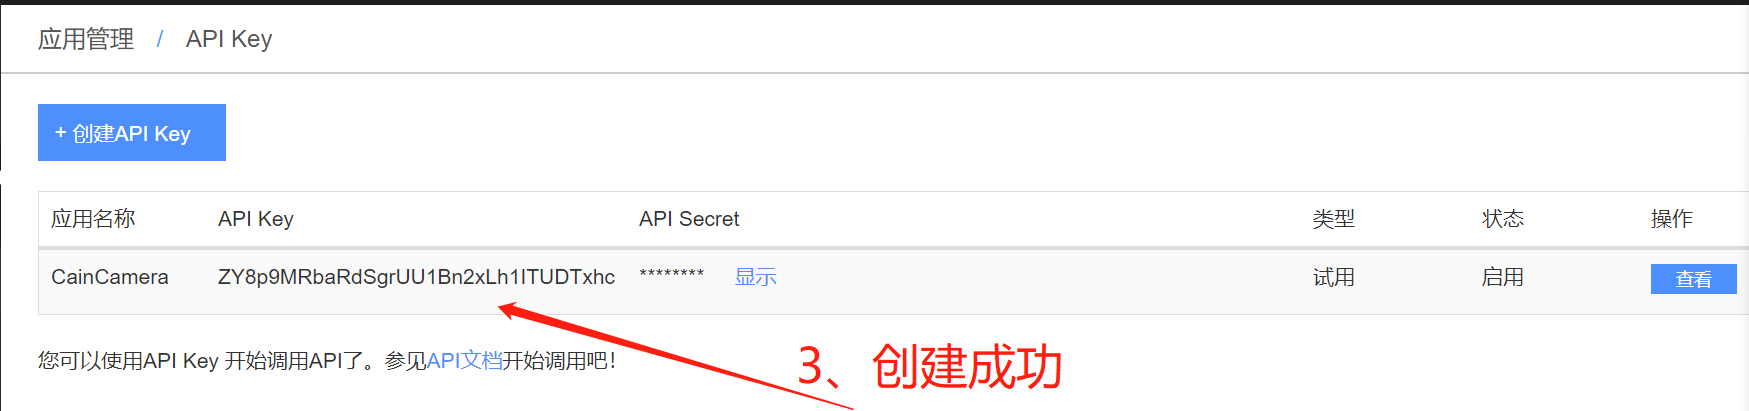 应用管理 / API Key
+ 创建API Key
应用名称 API Key API Secret 类型 状态 操作
CainCamera ZY8p9MRbaRdSgrUU1Bn2xLh1ITUDTxhc ******** 显示 试用 启用 查看
您可以使用API Key 开始调用API了。参见API文档开始调用吧！
3、创建成功